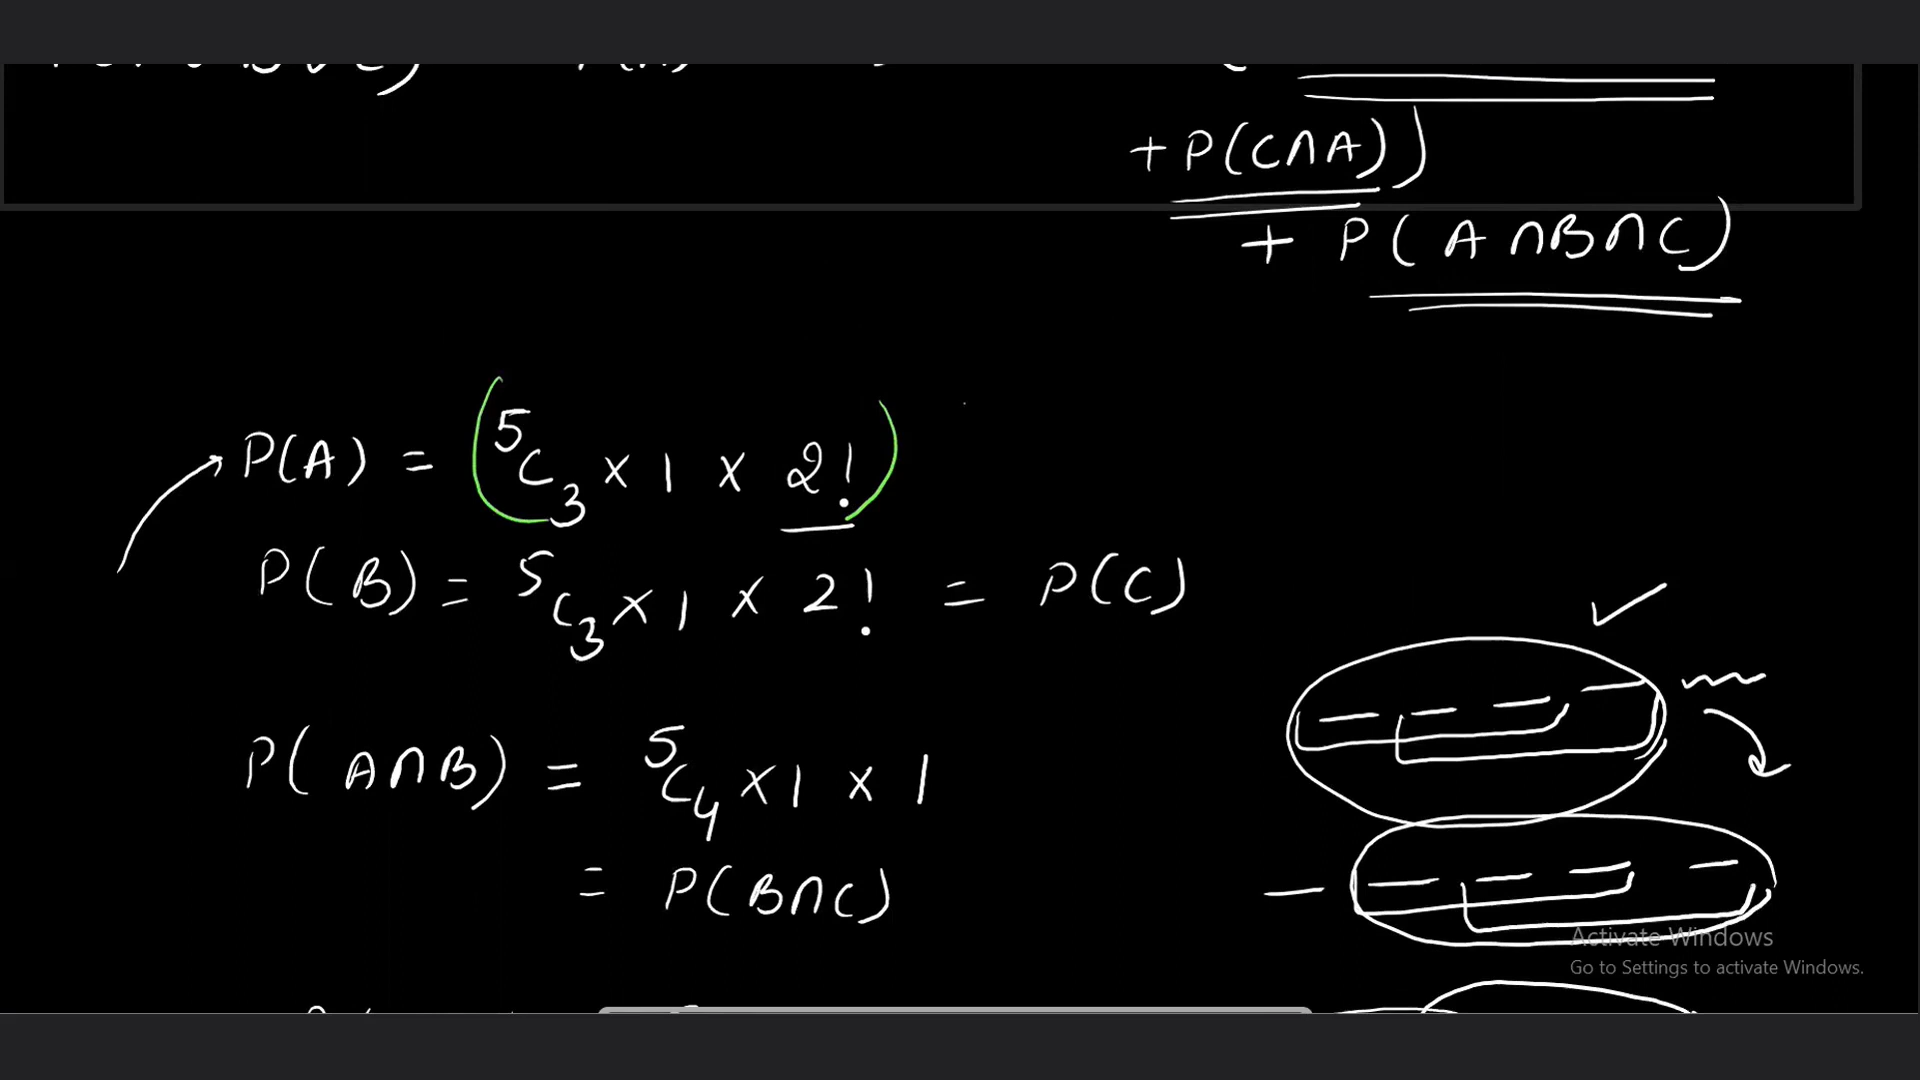 + P(C∩A))
+ P(A∩B∩C)
P(A) = (⁵C₃ × 1 × 2!)
P(B) = ⁵C₃ × 1 × 2! = P(C)
P(A∩B) = ⁵C₄ × 1 × 1
= P(B∩C)
Activate Windows
Go to Settings to activate Windows.